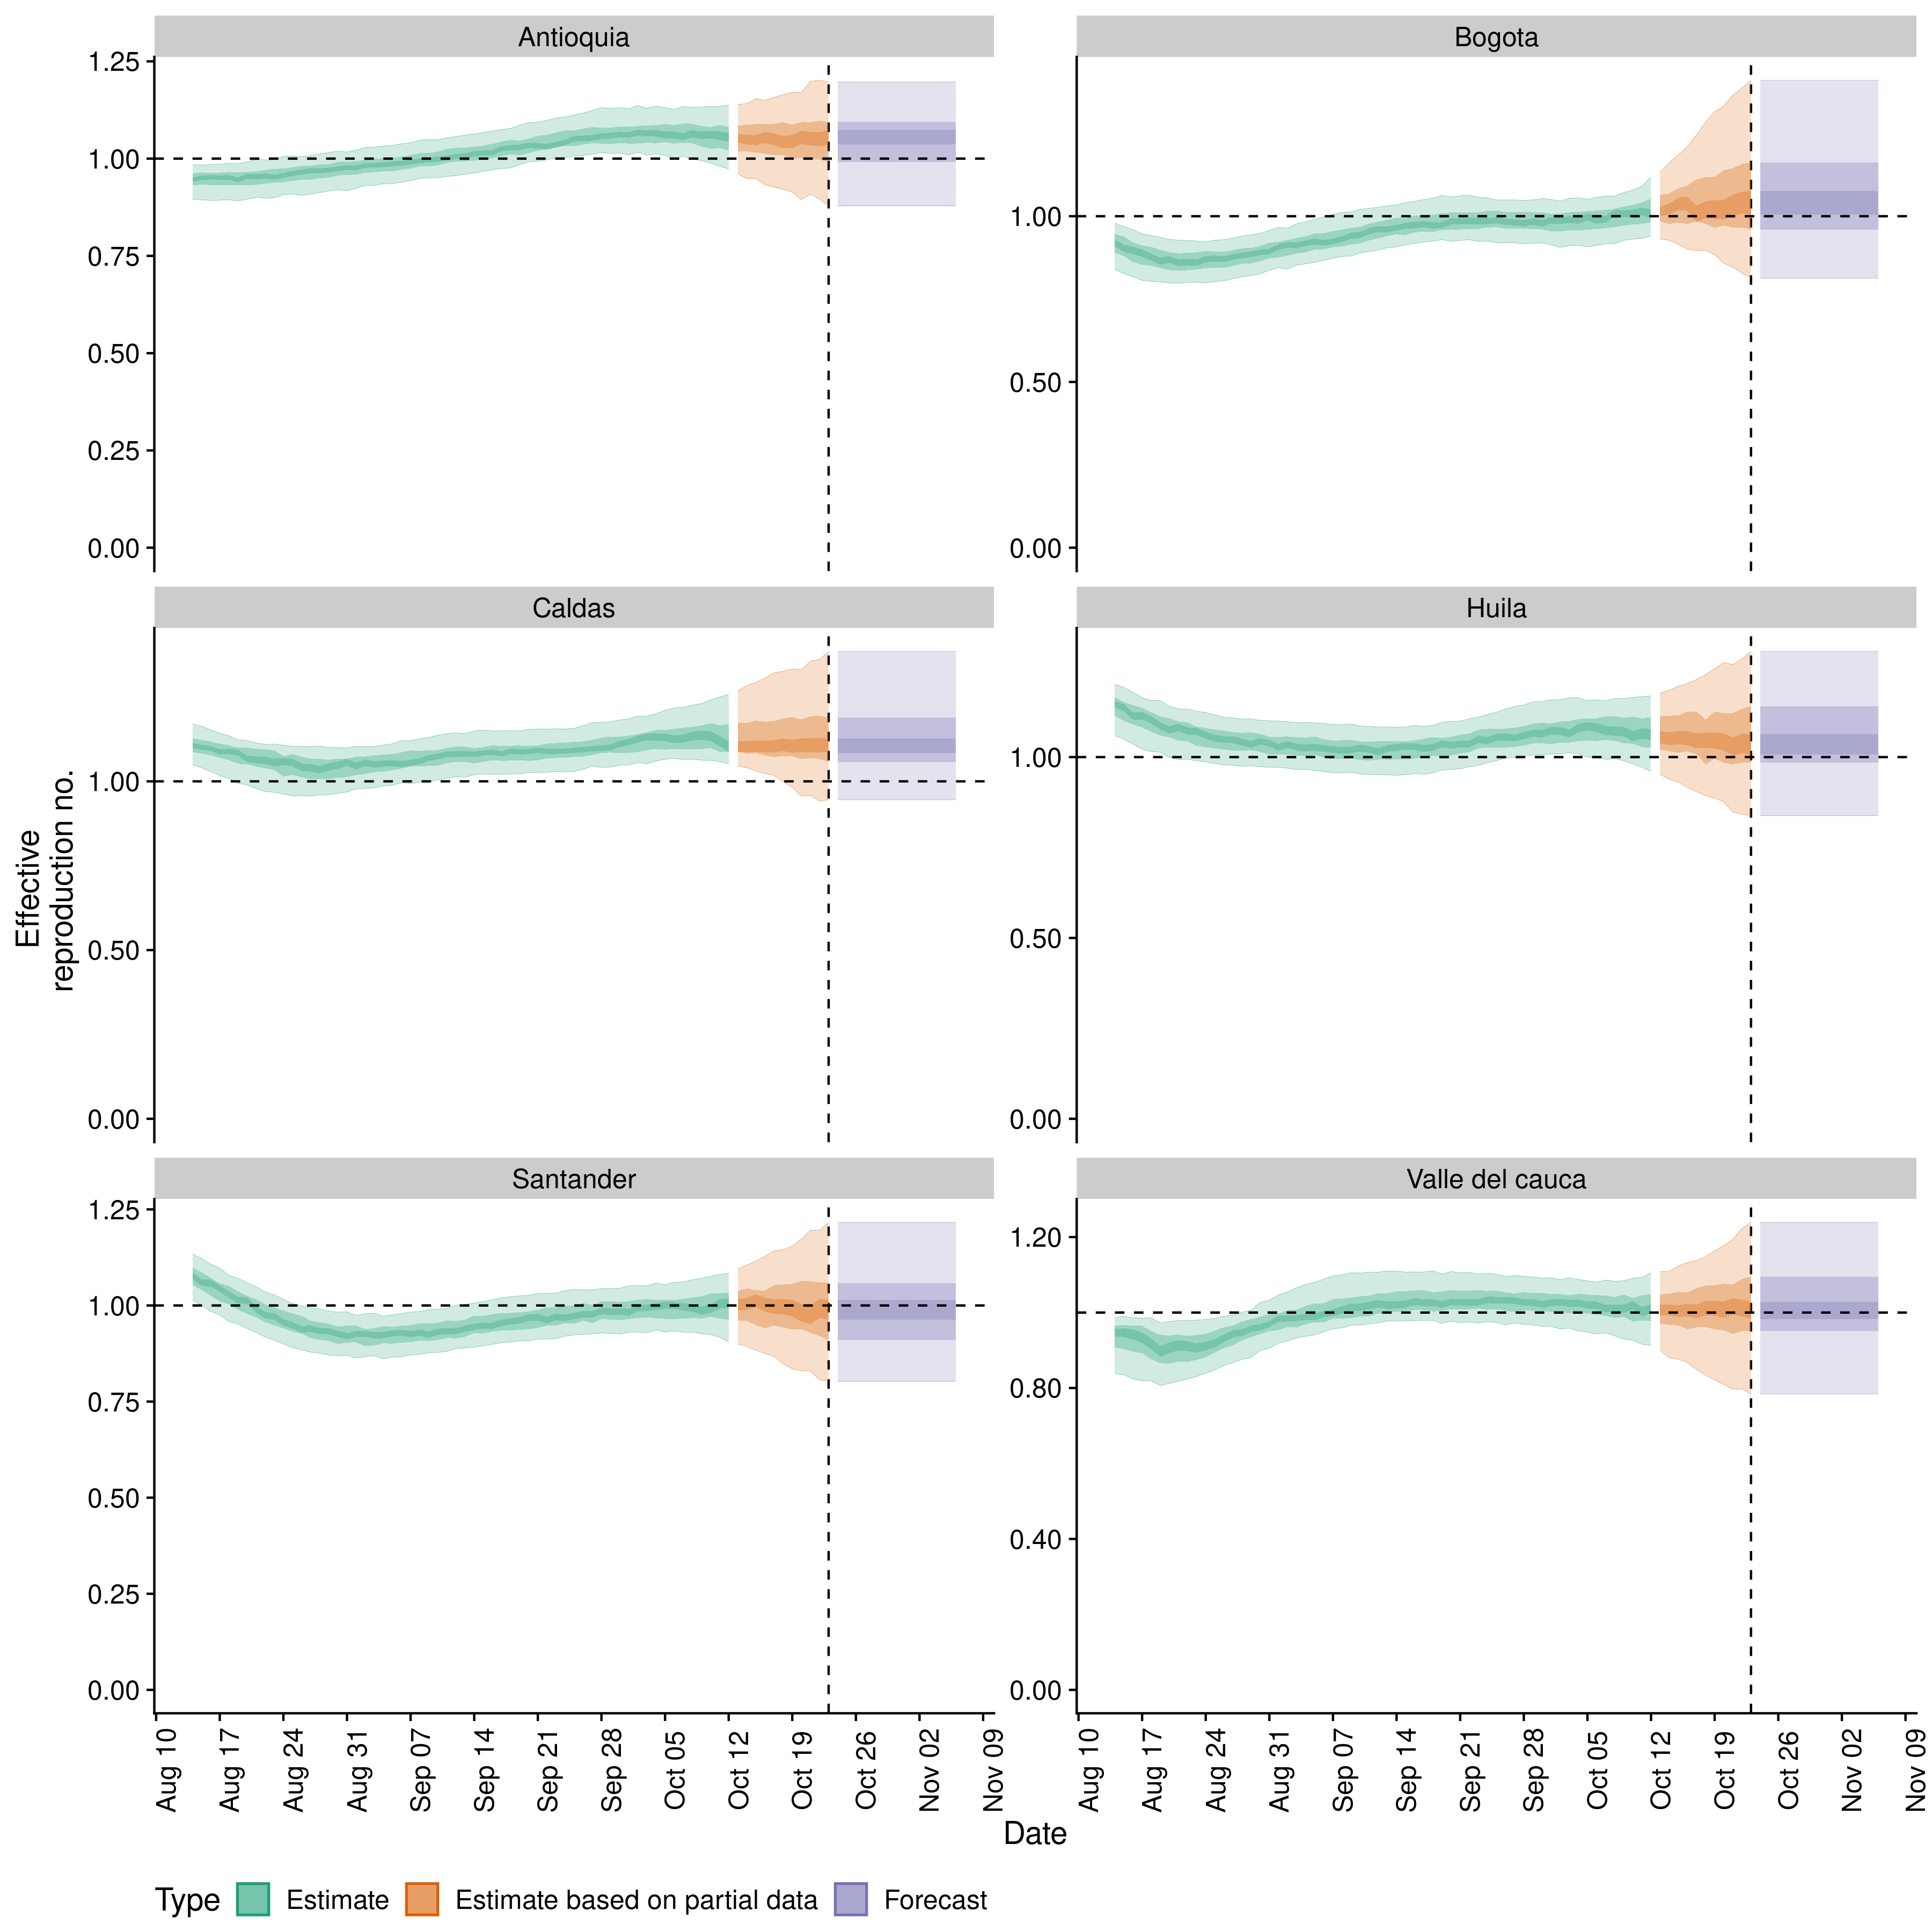 Antioquia
1.25
1.00
0.75
0.50
0.25
0.00
Bogota
1.00
0.50
0.00
Caldas
1.00
0.50
0.00
Huila
1.00
0.50
0.00
Effective
reproduction no.
Santander
1.25
1.00
0.75
0.50
0.25
0.00
Valle del cauca
1.20
0.80
0.40
0.00
Aug 10
Aug 17
Aug 24
Aug 31
Sep 07
Sep 14
Sep 21
Sep 28
Oct 05
Oct 12
Oct 19
Oct 26
Nov 02
Nov 09
Aug 10
Aug 17
Aug 24
Aug 31
Sep 07
Sep 14
Sep 21
Sep 28
Oct 05
Oct 12
Oct 19
Oct 26
Nov 02
Nov 09
Date
Type Estimate Estimate based on partial data Forecast